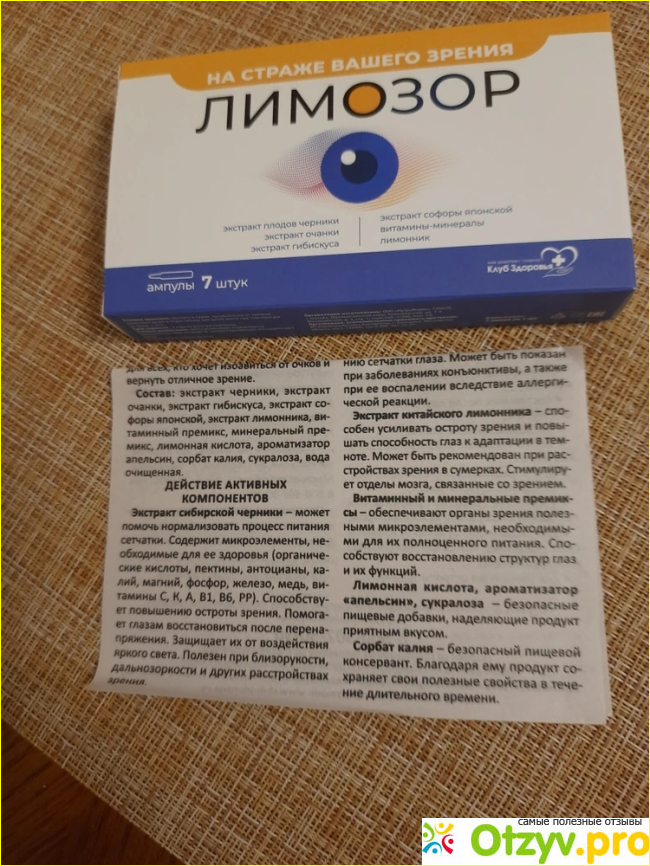 НА СТРАЖЕ ВАШЕГО ЗРЕНИЯ
ЛИМОЗОР
экстракт плодов черники
экстракт очанки
экстракт гибискуса
экстракт софоры японской
витамины-минералы
лимонник
ампулы 7 штук
Клуб Здоровья
для всех, кто хочет избавиться от очков и
вернуть отличное зрение.
Состав: экстракт черники, экстракт
очанки, экстракт гибискуса, экстракт со-
форы японской, экстракт лимонника, ви-
таминный премикс, минеральный пре-
микс, лимонная кислота, ароматизатор
апельсин, сорбат калия, сукралоза, вода
очищенная.
ДЕЙСТВИЕ АКТИВНЫХ
КОМПОНЕНТОВ
Экстракт сибирской черники – может
помочь нормализовать процесс питания
сетчатки. Содержит микроэлементы, не-
обходимые для ее здоровья (органиче-
ские кислоты, пектины, антоцианы, ка-
лий, магний, фосфор, железо, медь, ви-
тамины С, К, А, В1, В6, РР). Способству-
ет повышению остроты зрения. Помога-
ет глазам восстановиться после перена-
пряжения. Защищает их от воздействия
яркого света. Полезен при близорукости,
дальнозоркости и других расстройствах
зрения.
нию сетчатки глаза. Может быть показан
при заболеваниях конъюнктивы, а также
при ее воспалении вследствие аллерги-
ческой реакции.
Экстракт китайского лимонника – спо-
собен усиливать остроту зрения и повы-
шать способность глаз к адаптации в тем-
ноте. Может быть рекомендован при рас-
стройствах зрения в сумерках. Стимулиру-
ет отделы мозга, связанные со зрением.
Витаминный и минеральные премик-
сы – обеспечивают органы зрения полез-
ными микроэлементами, необходимы-
ми для их полноценного питания. Спо-
собствуют восстановлению структур глаз
и их функций.
Лимонная кислота, ароматизатор
«апельсин», сукралоза – безопасные
пищевые добавки, наделяющие продукт
приятным вкусом.
Сорбат калия – безопасный пищевой
консервант. Благодаря ему продукт со-
храняет свои полезные свойства в тече-
ние длительного времени.
самые полезные отзывы
Otzyv.pro